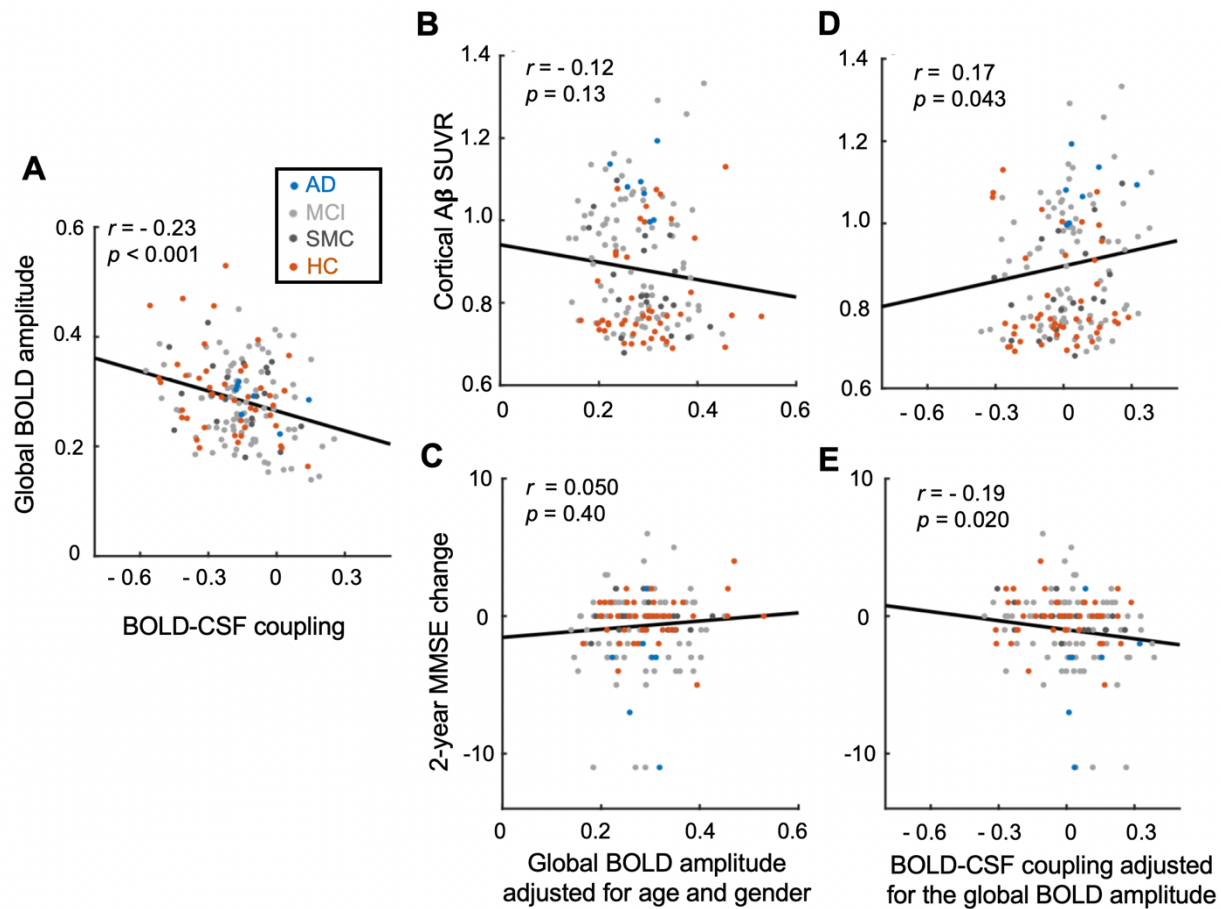 A
r = - 0.23
p < 0.001
AD
MCI
SMC
HC
0.6
0.4
0.2
0
- 0.6
- 0.3
0
0.3
Global BOLD amplitude
BOLD-CSF coupling
B
r = - 0.12
p = 0.13
1.4
1.2
1.0
0.8
0.6
0
0.2
0.4
0.6
Cortical Aβ SUVR
D
r = 0.17
p = 0.043
1.4
1.2
1.0
0.8
0.6
- 0.6
- 0.3
0
0.3
C
r = 0.050
p = 0.40
10
0
-10
0
0.2
0.4
0.6
2-year MMSE change
Global BOLD amplitude
adjusted for age and gender
E
r = - 0.19
p = 0.020
10
0
-10
- 0.6
- 0.3
0
0.3
BOLD-CSF coupling adjusted
for the global BOLD amplitude